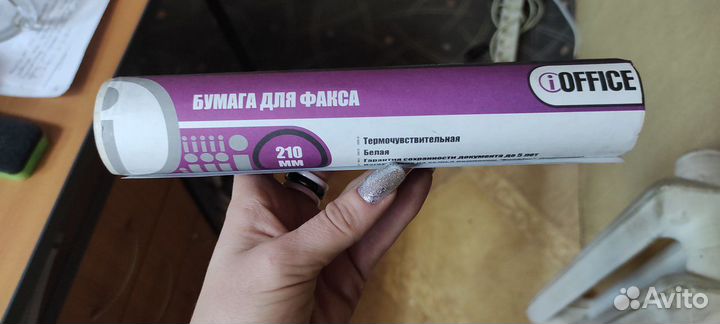 БУМАГА ДЛЯ ФАКСА
iOFFICE
210
ММ
Термочувствительная
Белая
Гарантия сохранности документа до 5 лет
Avito